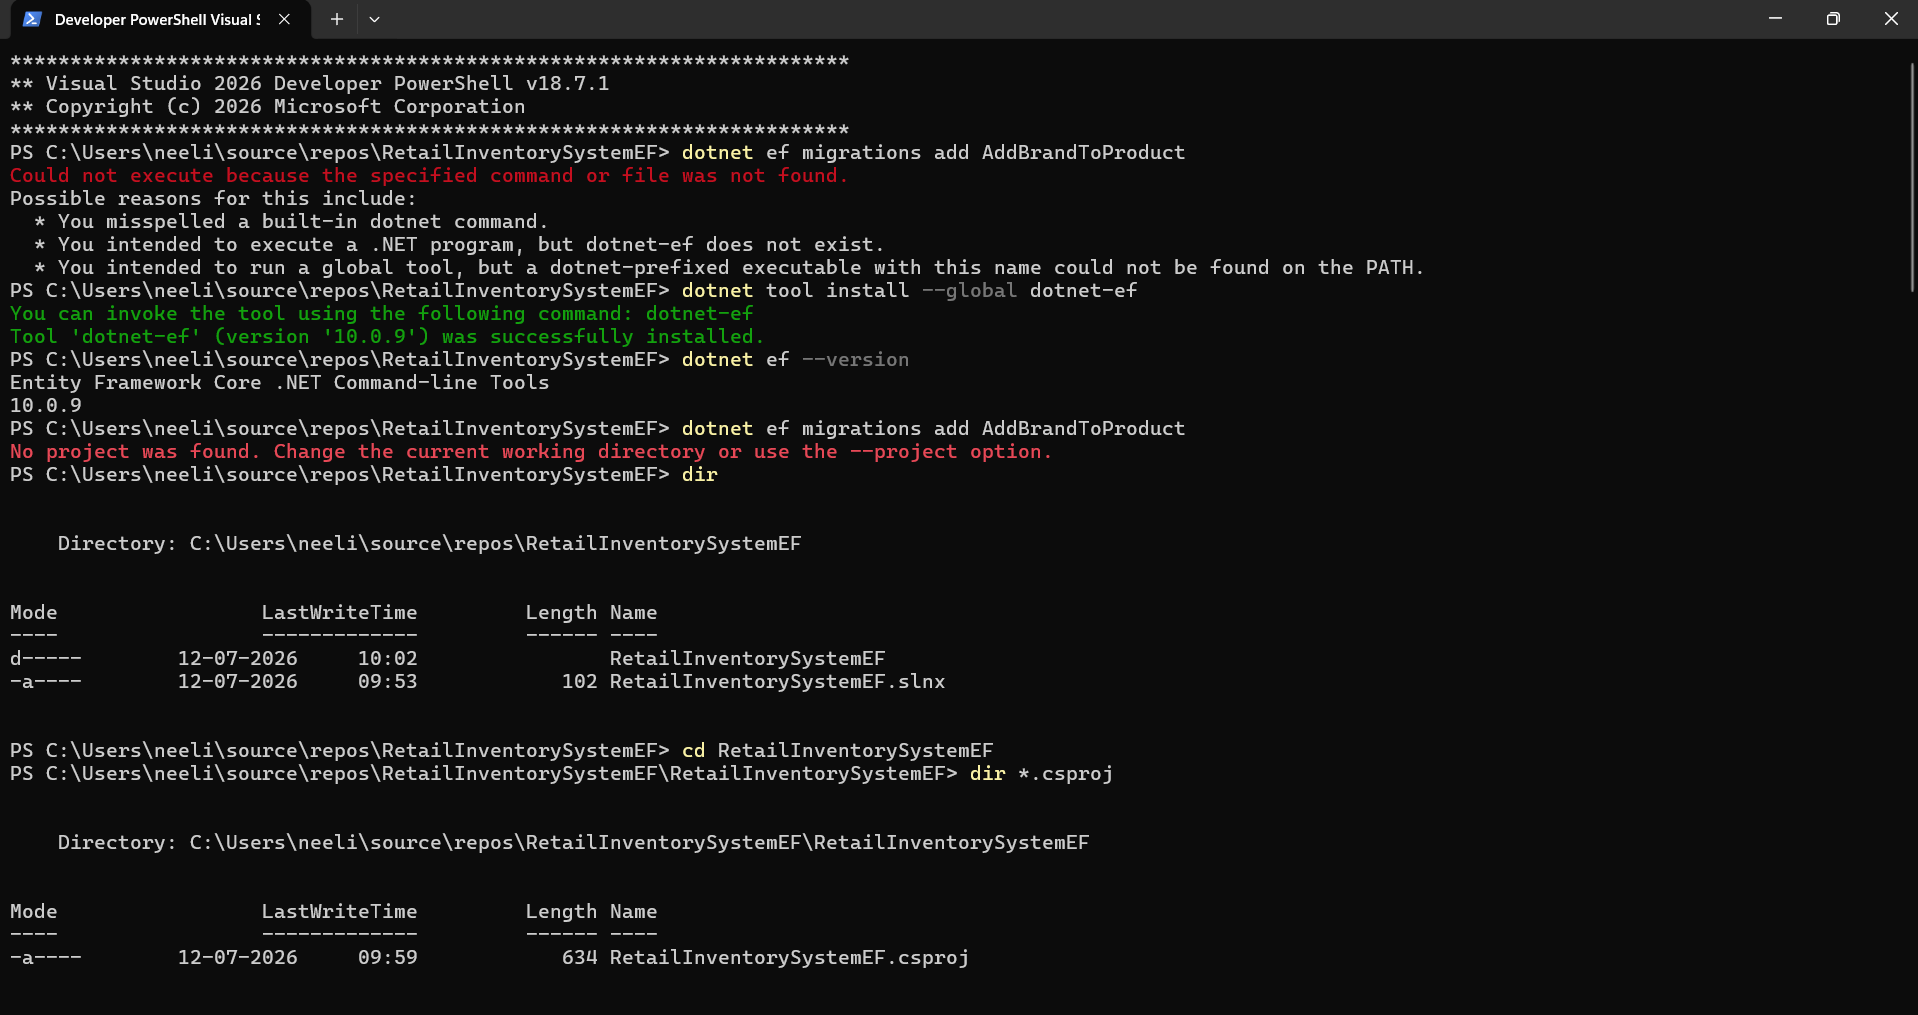 Developer PowerShell Visual S
**********************************************************************
** Visual Studio 2026 Developer PowerShell v18.7.1
** Copyright (c) 2026 Microsoft Corporation
**********************************************************************
PS C:\Users\neeli\source\repos\RetailInventorySystemEF> dotnet ef migrations add AddBrandToProduct
Could not execute because the specified command or file was not found.
Possible reasons for this include:
  * You misspelled a built-in dotnet command.
  * You intended to execute a .NET program, but dotnet-ef does not exist.
  * You intended to run a global tool, but a dotnet-prefixed executable with this name could not be found on the PATH.
PS C:\Users\neeli\source\repos\RetailInventorySystemEF> dotnet tool install --global dotnet-ef
You can invoke the tool using the following command: dotnet-ef
Tool 'dotnet-ef' (version '10.0.9') was successfully installed.
PS C:\Users\neeli\source\repos\RetailInventorySystemEF> dotnet ef --version
Entity Framework Core .NET Command-line Tools
10.0.9
PS C:\Users\neeli\source\repos\RetailInventorySystemEF> dotnet ef migrations add AddBrandToProduct
No project was found. Change the current working directory or use the --project option.
PS C:\Users\neeli\source\repos\RetailInventorySystemEF> dir
    Directory: C:\Users\neeli\source\repos\RetailInventorySystemEF
Mode                 LastWriteTime         Length Name
----                 -------------         ------ ----
d-----        12-07-2026     10:02                RetailInventorySystemEF
-a----        12-07-2026     09:53            102 RetailInventorySystemEF.slnx
PS C:\Users\neeli\source\repos\RetailInventorySystemEF> cd RetailInventorySystemEF
PS C:\Users\neeli\source\repos\RetailInventorySystemEF\RetailInventorySystemEF> dir *.csproj
    Directory: C:\Users\neeli\source\repos\RetailInventorySystemEF\RetailInventorySystemEF
Mode                 LastWriteTime         Length Name
----                 -------------         ------ ----
-a----        12-07-2026     09:59            634 RetailInventorySystemEF.csproj